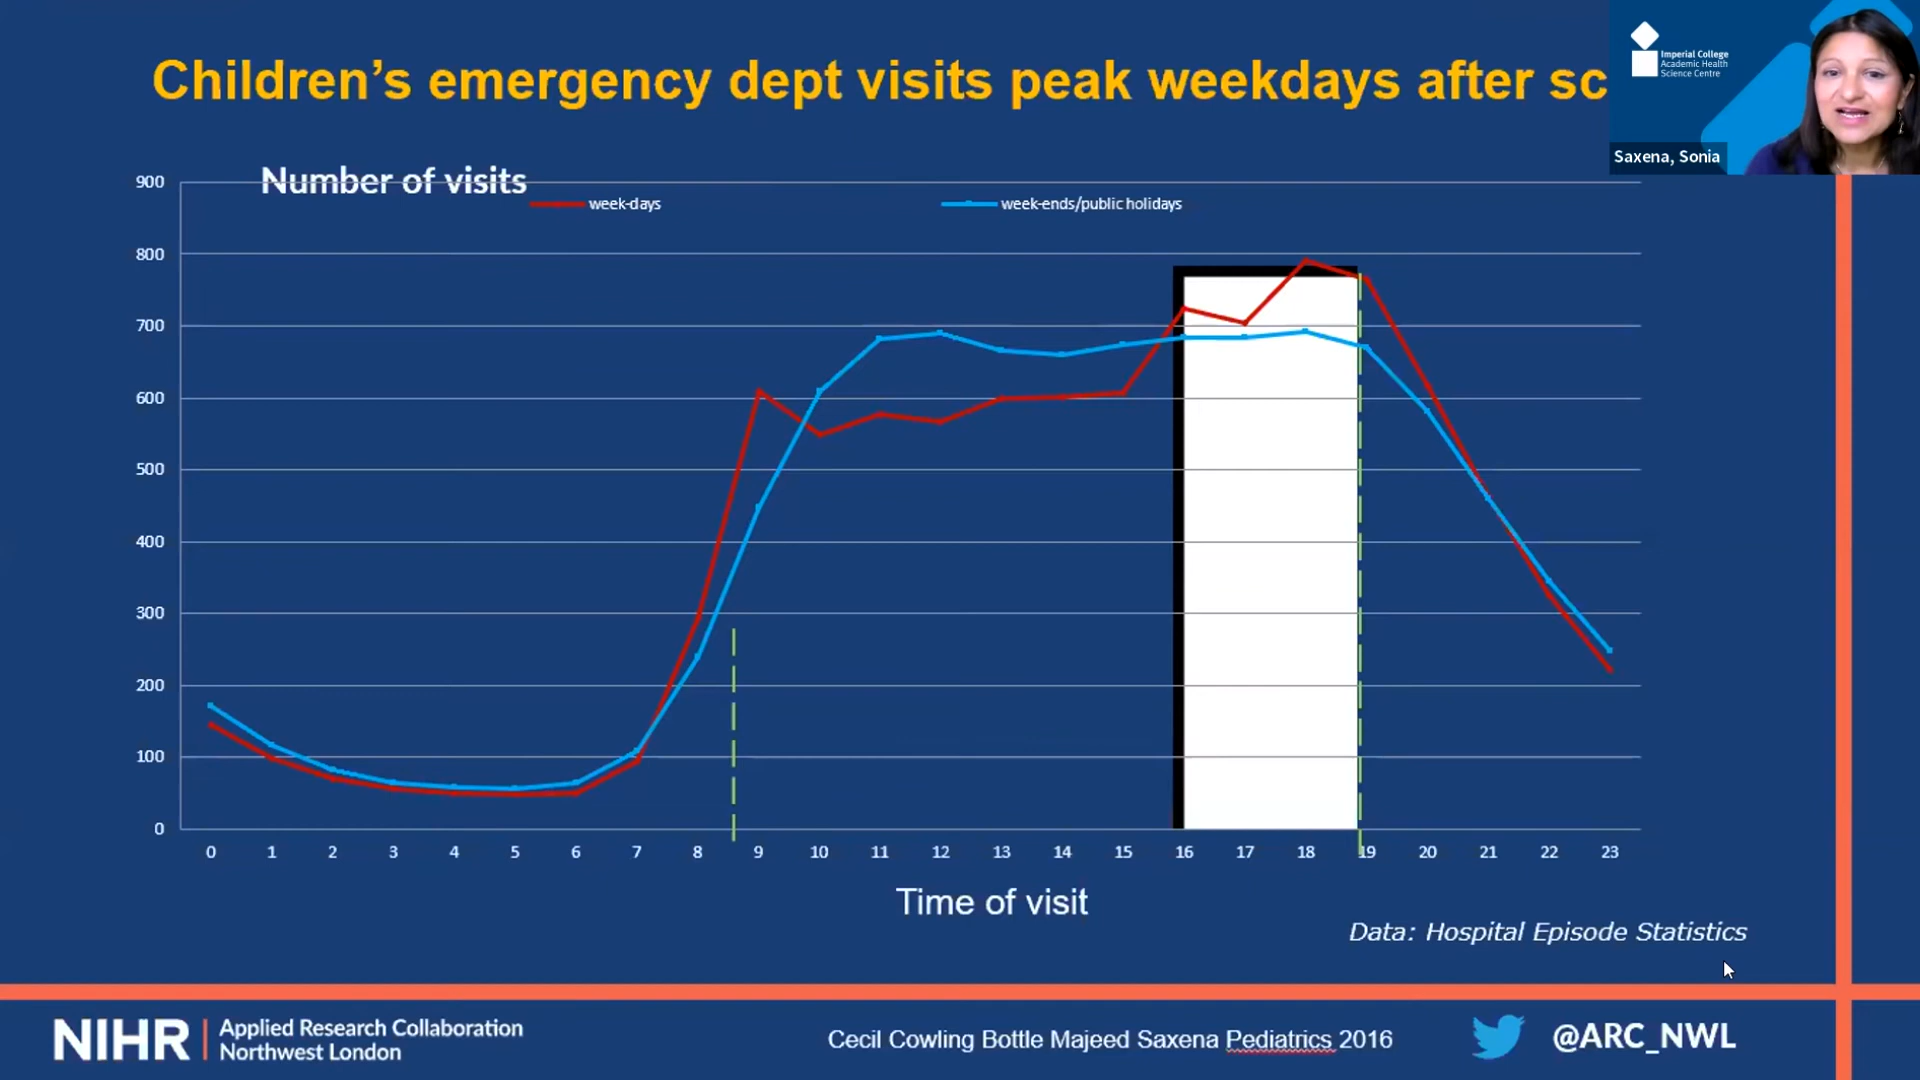 Children's emergency dept visits peak weekdays after sc
Imperial College
Academic Health
Science Centre
Saxena, Sonia
Number of visits
week-days
week-ends/public holidays
900
800
700
600
500
400
300
200
100
0
0 1 2 3 4 5 6 7 8 9 10 11 12 13 14 15 16 17 18 19 20 21 22 23
Time of visit
Data: Hospital Episode Statistics
NIHR
Applied Research Collaboration
Northwest London
Cecil Cowling Bottle Majeed Saxena Pediatrics 2016
@ARC_NWL